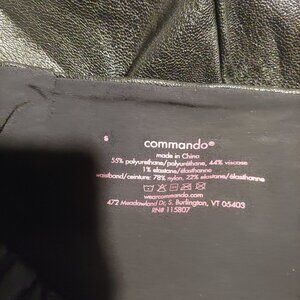 s
commando®
made in China
55% polyurethane/polyuréthane, 44% viscose
1% elastane/élasthanne
waistband/ceinture: 78% nylon, 22% elastane/élasthanne
wearcommando.com
472 Meadowland Dr, S. Burlington, VT 05403
RN# 115807